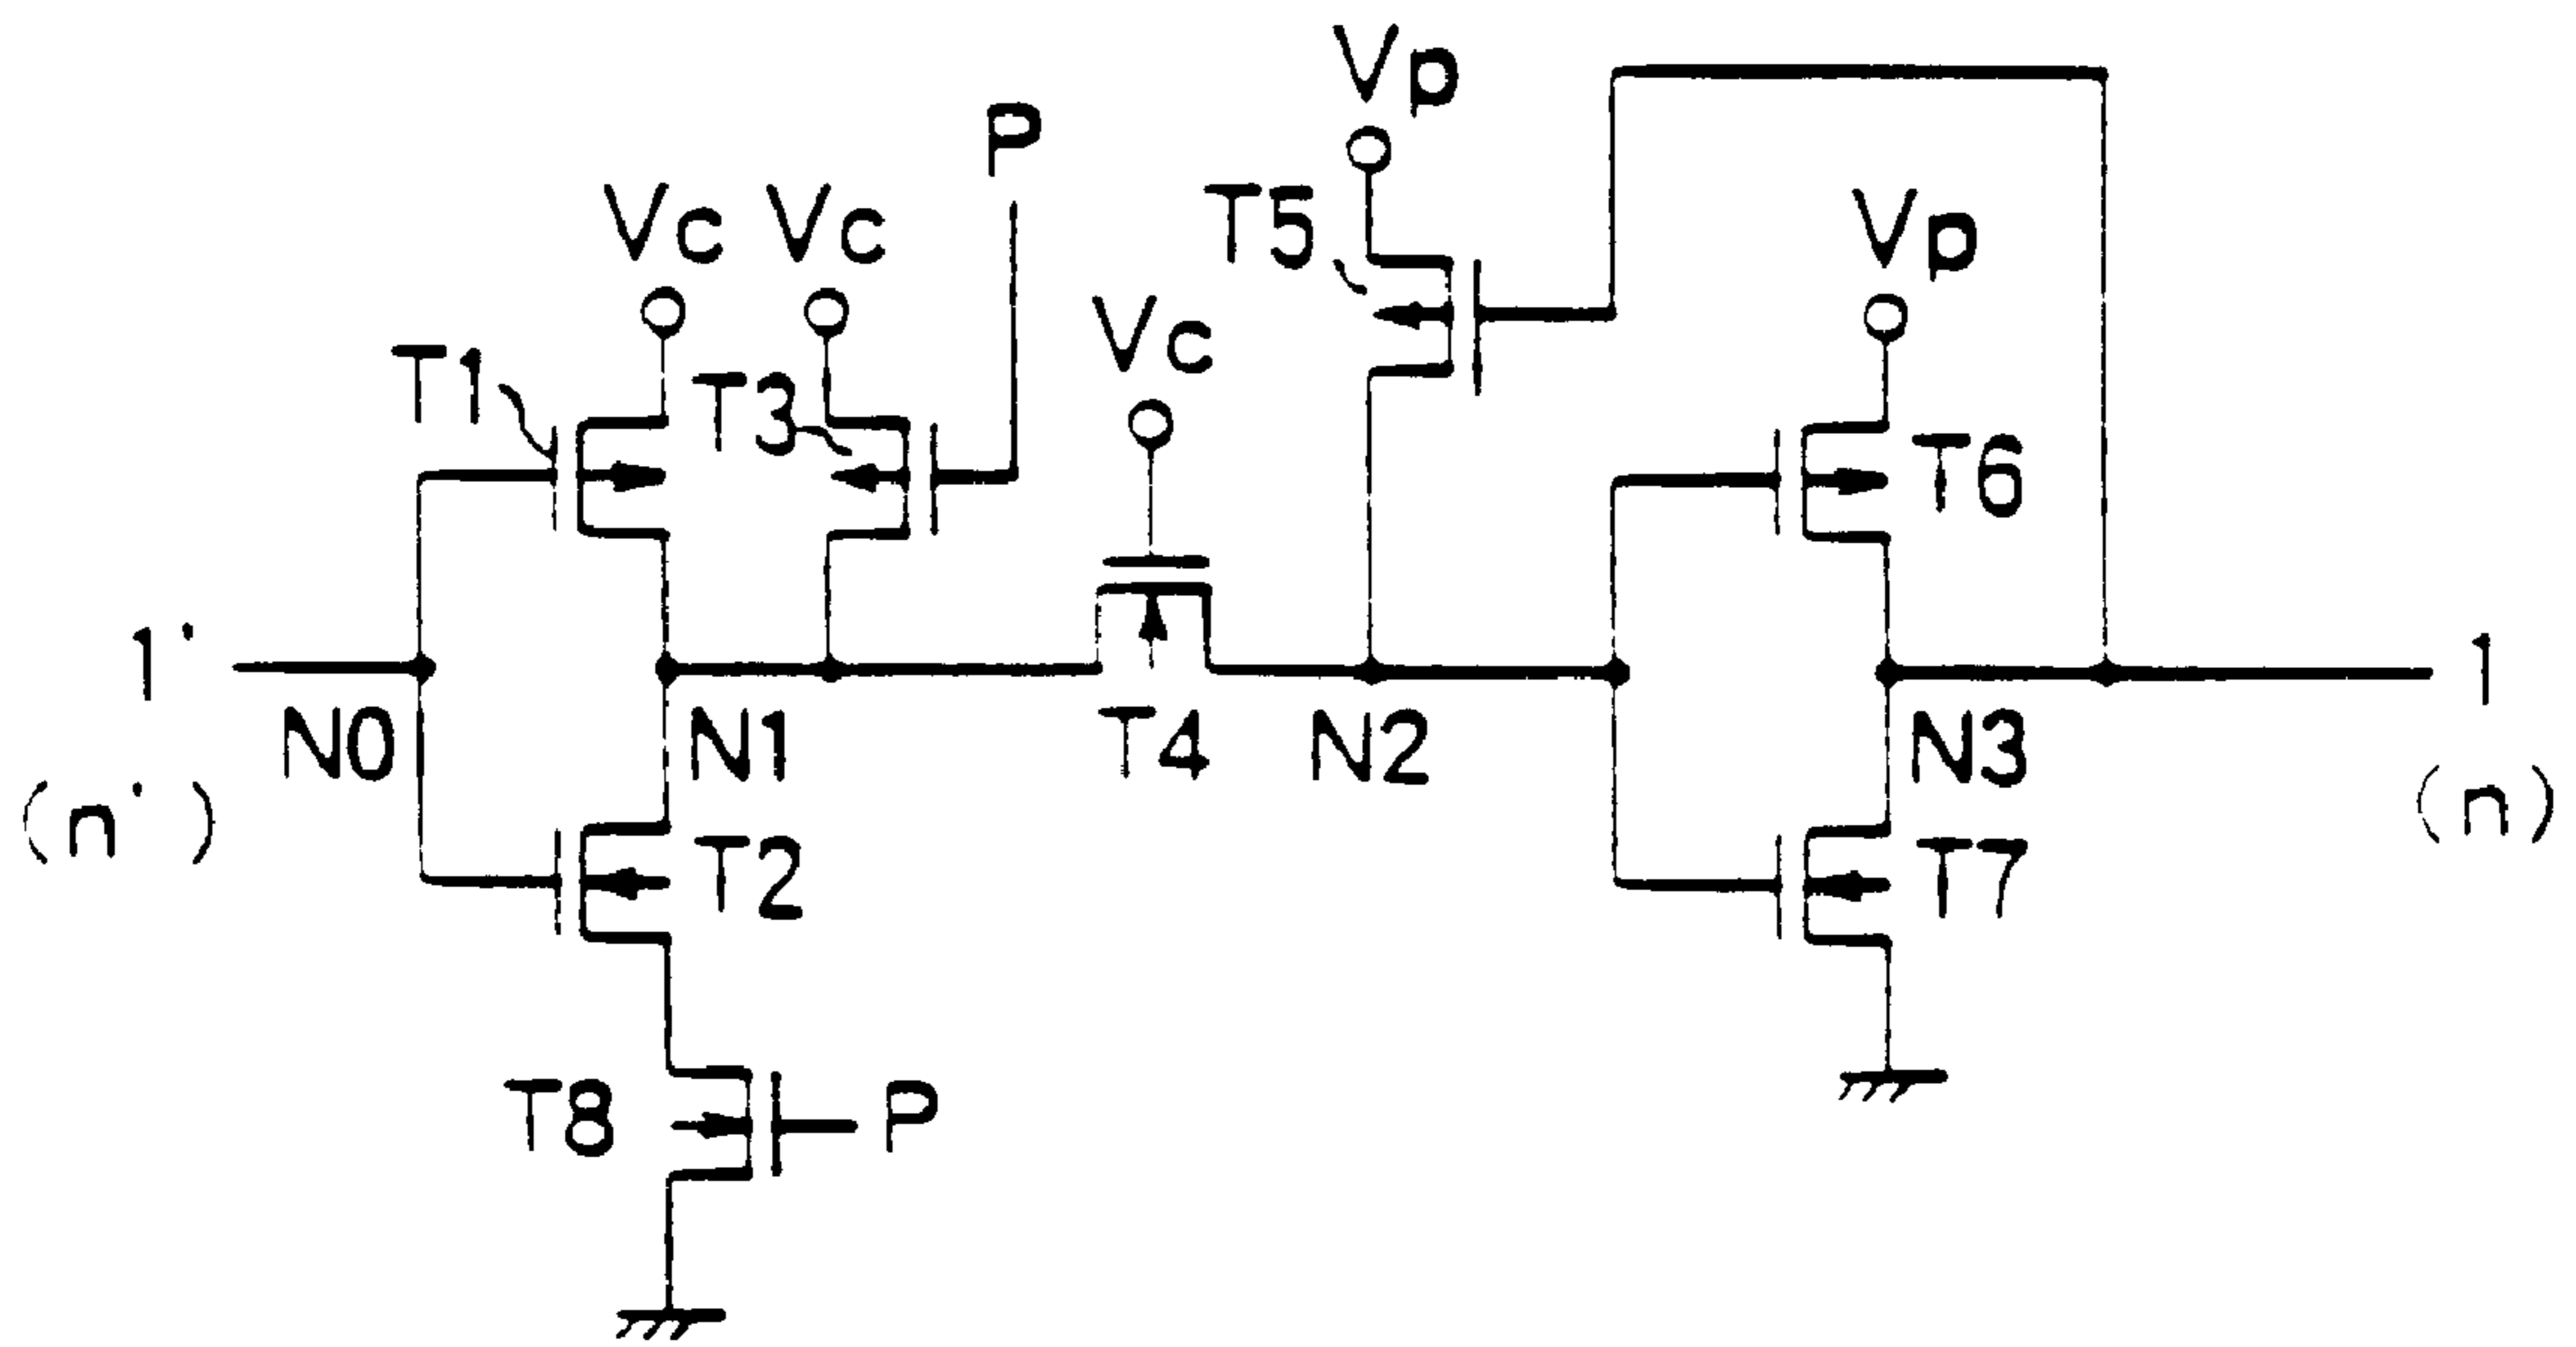 Vp
P
Vc Vc
T5
Vp
Vc
T1
T3
T6
1'
1
N0
N1
T4
N2
N3
(n')
(n)
T2
T7
T8
P